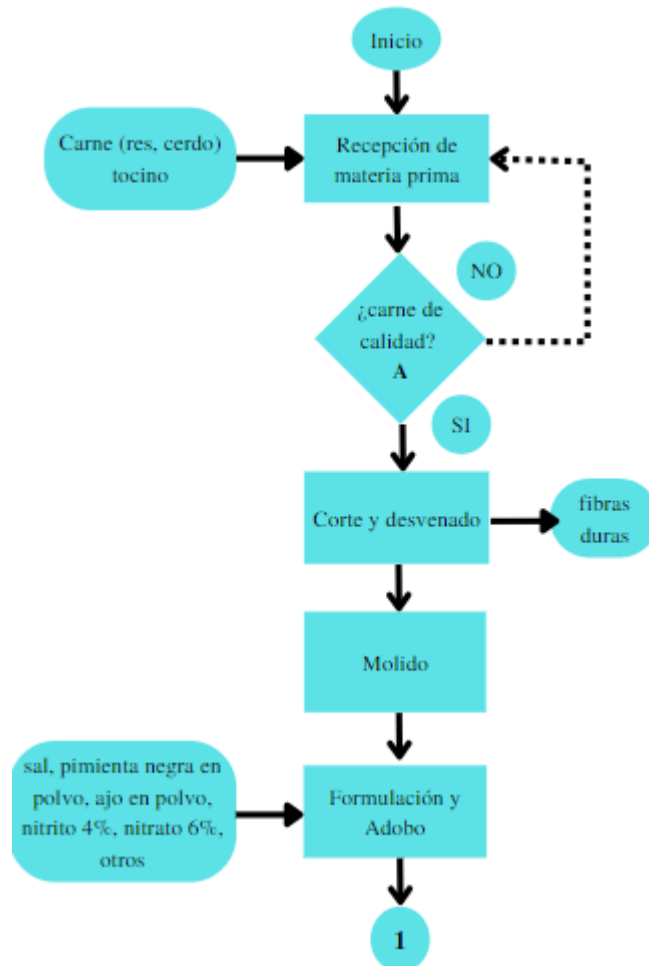 Inicio
Carne (res, cerdo)
tocino
Recepción de
materia prima
NO
¿carne de
calidad?
A
SI
Corte y desvenado
fibras
duras
Molido
sal, pimienta negra en
polvo, ajo en polvo,
nitrito 4%, nitrato 6%,
otros
Formulación y
Adobo
1